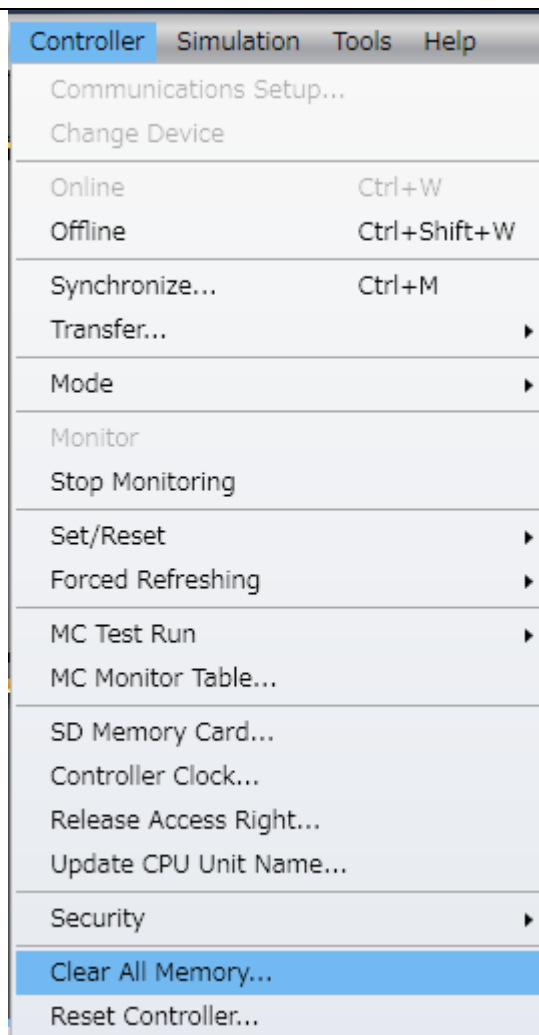 Controller Simulation Tools Help
Communications Setup...
Change Device
Online Ctrl+W
Offline Ctrl+Shift+W
Synchronize... Ctrl+M
Transfer...
Mode
Monitor
Stop Monitoring
Set/Reset
Forced Refreshing
MC Test Run
MC Monitor Table...
SD Memory Card...
Controller Clock...
Release Access Right...
Update CPU Unit Name...
Security
Clear All Memory...
Reset Controller...